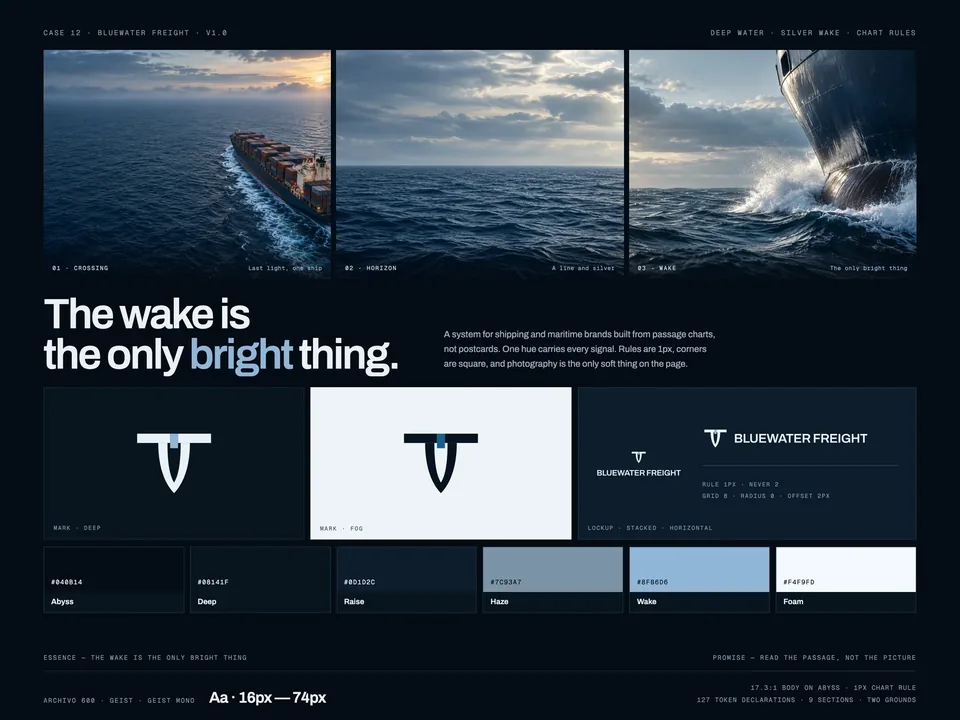 CASE 12 · BLUEWATER FREIGHT · V1.0
DEEP WATER · SILVER WAKE · CHART RULES
01 · CROSSING
Last light, one ship
02 · HORIZON
A line and silver
03 · WAKE
The only bright thing
The wake is
the only bright thing.
A system for shipping and maritime brands built from passage charts,
not postcards. One hue carries every signal. Rules are 1px, corners
are square, and photography is the only soft thing on the page.
MARK · DEEP
MARK · FOG
BLUEWATER FREIGHT
BLUEWATER FREIGHT
RULE 1PX · NEVER 2
GRID 8 · RADIUS 0 · OFFSET 2PX
LOCKUP · STACKED · HORIZONTAL
#040B14
Abyss
#08141F
Deep
#0D1D2C
Raise
#7C93A7
Haze
#8FB6D6
Wake
#F4F9FD
Foam
ESSENCE — THE WAKE IS THE ONLY BRIGHT THING
PROMISE — READ THE PASSAGE, NOT THE PICTURE
ARCHIVO 600 · GEIST · GEIST MONO
Aa · 16px — 74px
17.3:1 BODY ON ABYSS · 1PX CHART RULE
127 TOKEN DECLARATIONS · 9 SECTIONS · TWO GROUNDS